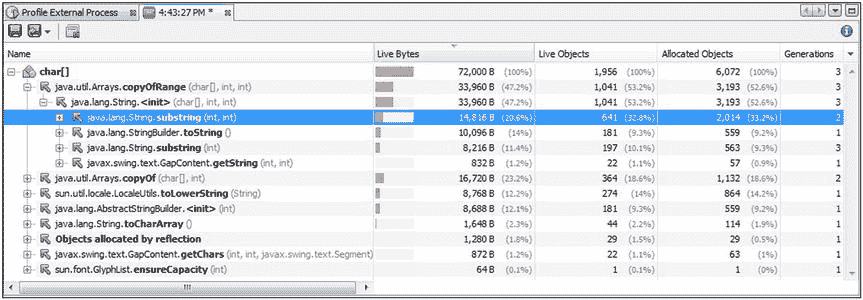 Profile External Process × 4:43:27 PM * ×
Name Live Bytes Live Objects Allocated Objects Generations
char[] 72,000 B (100%) 1,956 (100%) 6,072 (100%) 3
java.util.Arrays.copyOfRange (char[], int, int) 33,960 B (47.2%) 1,041 (53.2%) 3,193 (52.6%) 3
java.lang.String.<init> (char[], int, int) 33,960 B (47.2%) 1,041 (53.2%) 3,193 (52.6%) 3
java.lang.String.substring (int, int) 14,816 B (20.6%) 641 (32.8%) 2,014 (33.2%) 2
java.lang.StringBuilder.toString () 10,096 B (14%) 181 (9.3%) 559 (9.2%) 2
java.lang.String.substring (int) 8,216 B (11.4%) 197 (10.1%) 563 (9.3%) 3
javax.swing.text.GapContent.getString (int, int) 832 B (1.2%) 22 (1.1%) 57 (0.9%) 1
java.util.Arrays.copyOf (char[], int) 16,720 B (23.2%) 364 (18.6%) 1,132 (18.6%) 2
sun.util.locale.LocaleUtils.toLowerString (String) 8,768 B (12.2%) 274 (14%) 864 (14.2%) 1
java.lang.AbstractStringBuilder.<init> (int) 8,688 B (12.1%) 181 (9.3%) 559 (9.2%) 1
java.lang.String.toCharArray () 1,648 B (2.3%) 44 (2.2%) 114 (1.9%) 1
Objects allocated by reflection 1,280 B (1.8%) 29 (1.5%) 29 (0.5%) 1
javax.swing.text.GapContent.getChars (int, int, javax.swing.text.Segment) 872 B (1.2%) 22 (1.1%) 63 (1%) 1
sun.font.GlyphList.ensureCapacity (int) 64 B (0.1%) 1 (0.1%) 1 (0%) 1